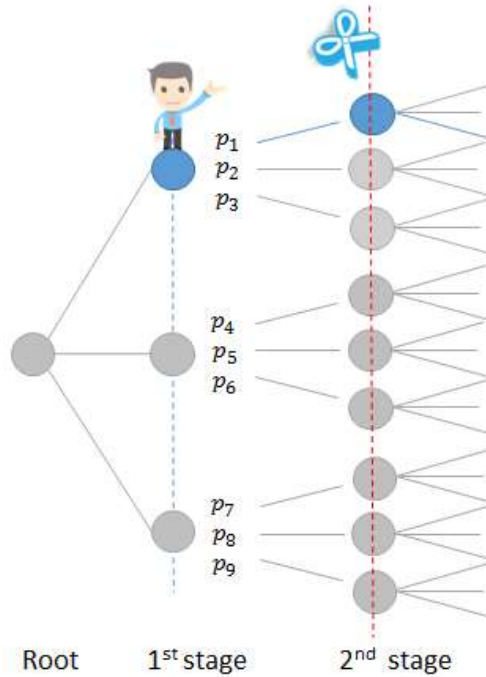 p₁
p₂
p₃
p₄
p₅
p₆
p₇
p₈
p₉
Root 1ˢᵗ stage 2ⁿᵈ stage